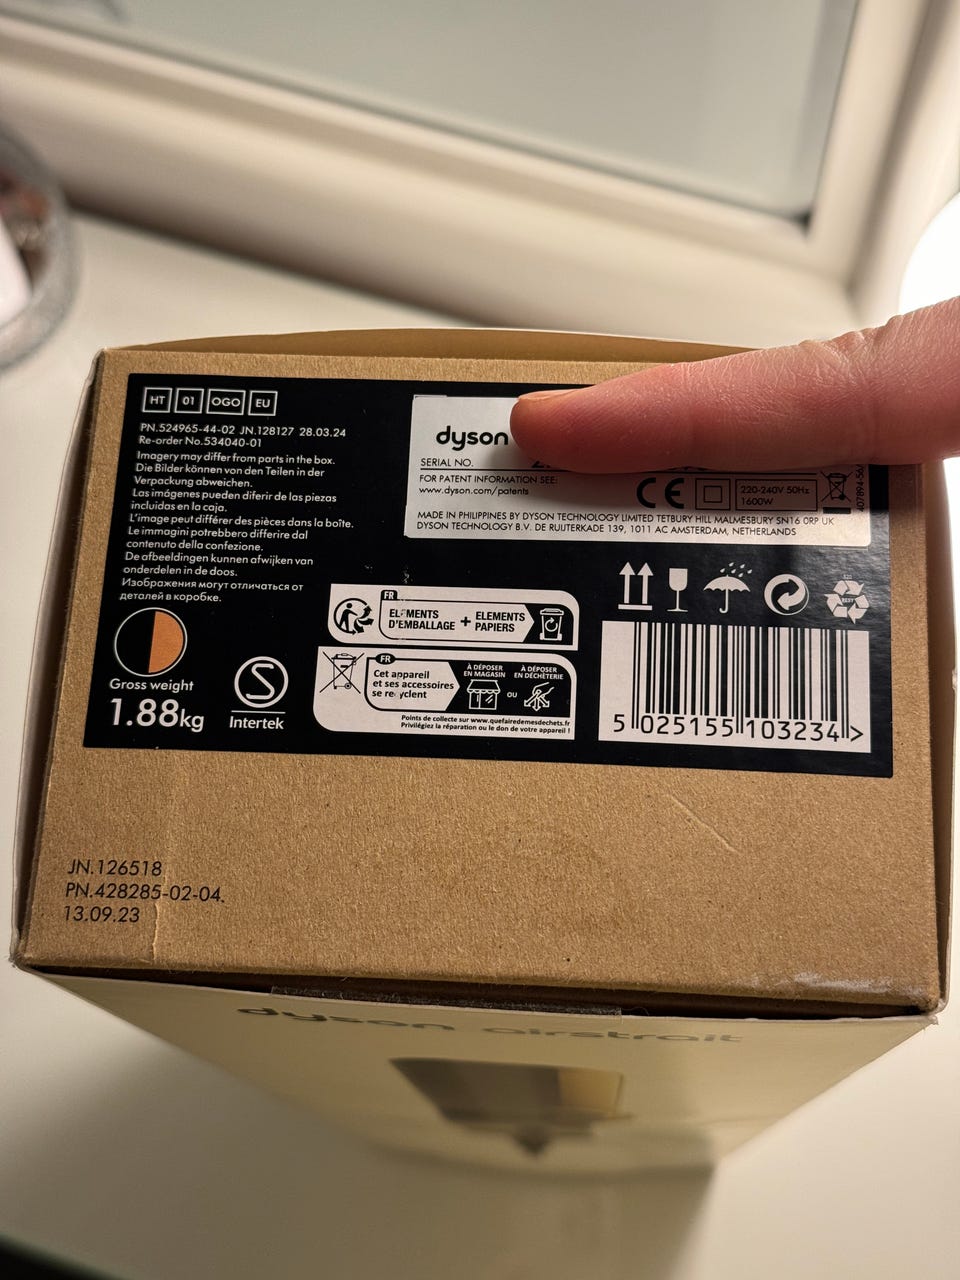 HT 01 OGO EU
PN.524965-44-02 JN.128127 28.03.24
Re-order No.534040-01
Imagery may differ from parts in the box.
Die Bilder können von den Teilen in der
Verpackung abweichen.
Las imágenes pueden diferir de las piezas
incluidas en la caja.
L'image peut différer des pièces dans la boîte.
Le immagini potrebbero differire dal
contenuto della confezione.
De afbeeldingen kunnen afwijken van
onderdelen in de doos.
Изображения могут отличаться от
деталей в коробке.
Gross weight
1.88kg
Intertek
dyson
SERIAL NO.
FOR PATENT INFORMATION SEE:
www.dyson.com/patents
CE
220-240V 50Hz
1600W
MADE IN PHILIPPINES BY DYSON TECHNOLOGY LIMITED TETBURY HILL MALMESBURY SN16 0RP UK
DYSON TECHNOLOGY B.V. DE RUITERKADE 139, 1011 AC AMSTERDAM, NETHERLANDS
FR
ELEMENTS
D'EMBALLAGE + ELEMENTS
PAPIERS
FR
Cet appareil
et ses accessoires
se recyclent
À DÉPOSER
EN MAGASIN
OU
À DÉPOSER
EN DÉCHÈTERIE
Points de collecte sur www.quefairedemesdechets.fr
Privilégiez la réparation ou le don de votre appareil !
5 025155 103234 >
JN.126518
PN.428285-02-04
13.09.23
dyson airstrait